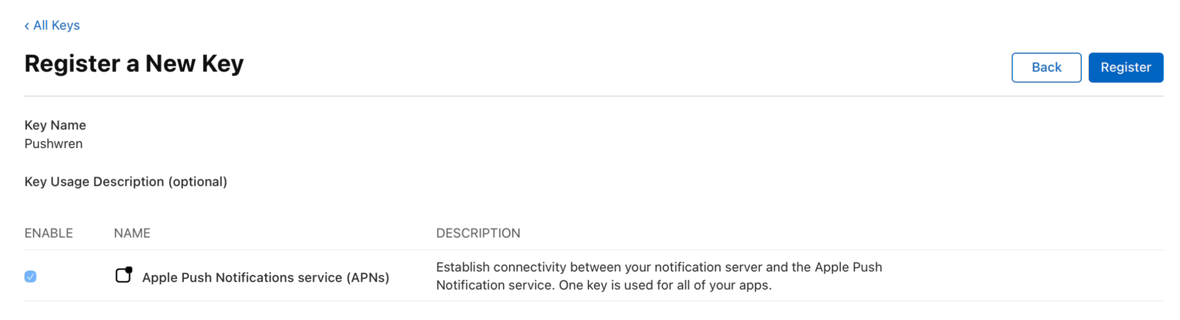 ‹ All Keys
Register a New Key
Back
Register
Key Name
Pushwren
Key Usage Description (optional)
ENABLE NAME DESCRIPTION
Apple Push Notifications service (APNs)
Establish connectivity between your notification server and the Apple Push
Notification service. One key is used for all of your apps.